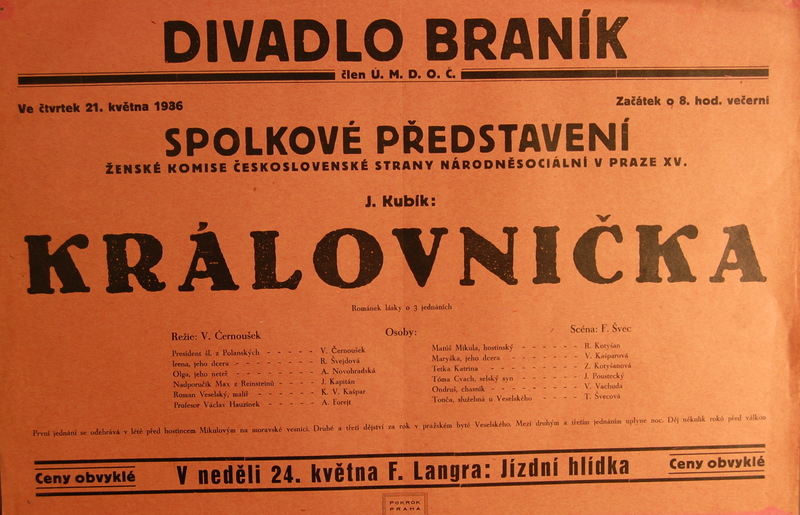 DIVADLO BRANÍK
člen Ú. M. D. O. Č.
Ve čtvrtek 21. května 1936
Začátek o 8. hod. večerní
SPOLKOVÉ PŘEDSTAVENÍ
ŽENSKÉ KOMISE ČESKOSLOVENSKÉ STRANY NÁRODNĚSOCIÁLNÍ V PRAZE XV.
J. Kubík:
KRÁLOVNIČKA
Románek lásky o 3 jednáních
Režie: V. Černoušek
Osoby:
Scéna: F. Švec
President šl. z Polanských - - - - - V. Černoušek
Irena, jeho dcera - - - - - - - R. Švejdová
Olga, jeho neteř - - - - - - - A. Novohradská
Nadporučík Max z Reinsteinů - - - - J. Kapitán
Roman Veselský, malíř - - - - - - K. V. Kašpar
Profesor Václav - - - - - A. Forejt
Matúš Mikula, hostinský - - - - - - R. Kotyšan
Maryška, jeho dcera - - - - - - - V. Kašparová
Tetka Katrina - - - - - - - - Z. Kotyšanová
Tóma Cvach, selský syn - - - - - - J. Poustecký
Ondruš, chasník - - - - - - - - V. Vachuda
Tonča, služebná u Veselského - - - - - T. Švecová
První jednání se odehrává v létě před hostincem Mikulovým na moravské vesnici. Druhé a třetí dějství za rok v pražském bytě Veselského. Mezi druhým a třetím jednáním uplyne noc. Děj několik roků před válkou
Ceny obvyklé
V neděli 24. května F. Langra: Jízdní hlídka
Ceny obvyklé
POKROK
PRAHA